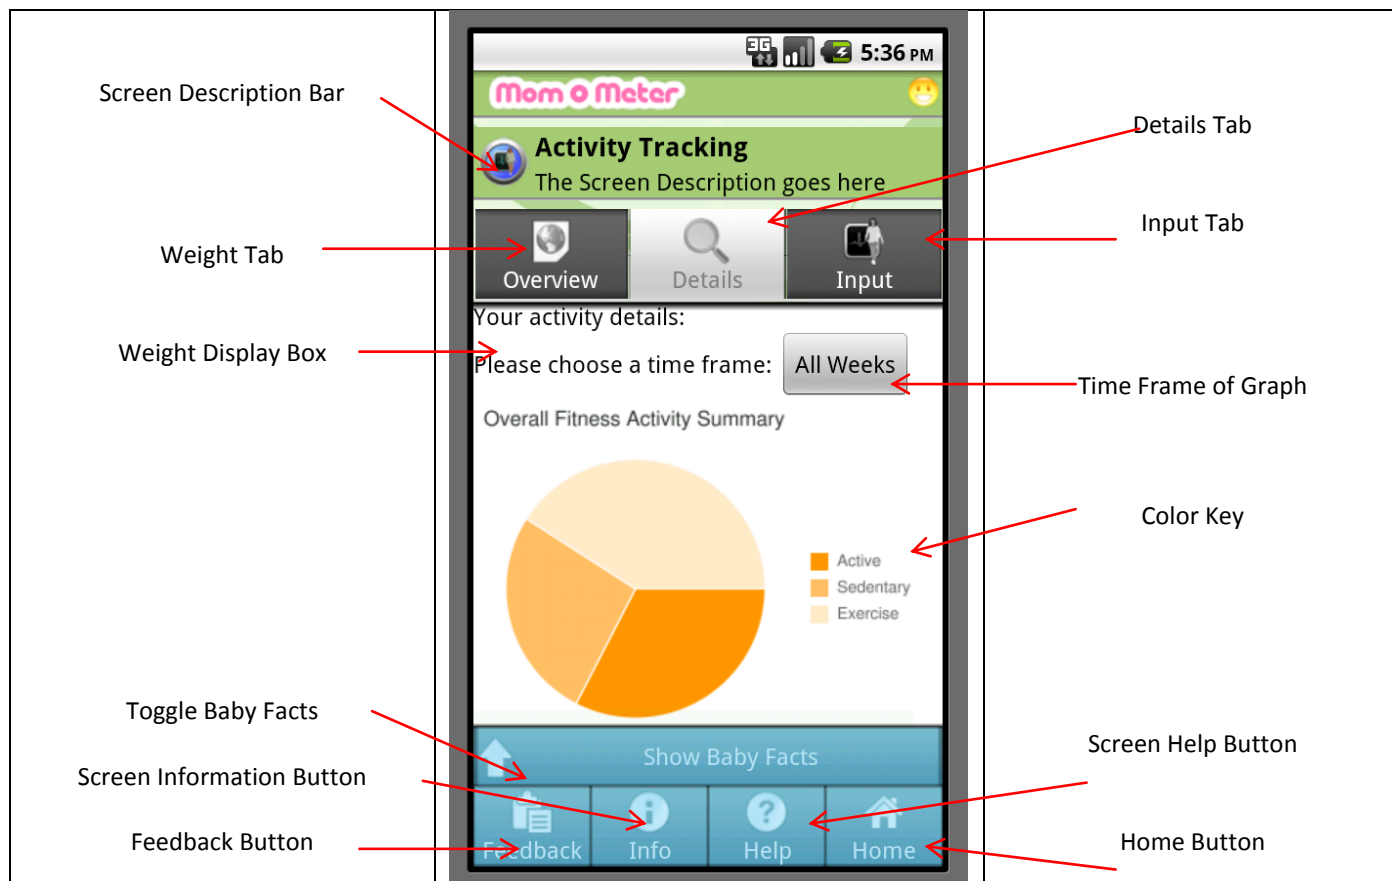 Screen Description Bar
Weight Tab
Weight Display Box
Toggle Baby Facts
Screen Information Button
Feedback Button
3G
5:36 PM
Mom O Meter
Activity Tracking
The Screen Description goes here
Overview
Details
Input
Your activity details:
Please choose a time frame:
All Weeks
Overall Fitness Activity Summary
Active
Sedentary
Exercise
Show Baby Facts
Feedback
Info
Help
Home
Details Tab
Input Tab
Time Frame of Graph
Color Key
Screen Help Button
Home Button